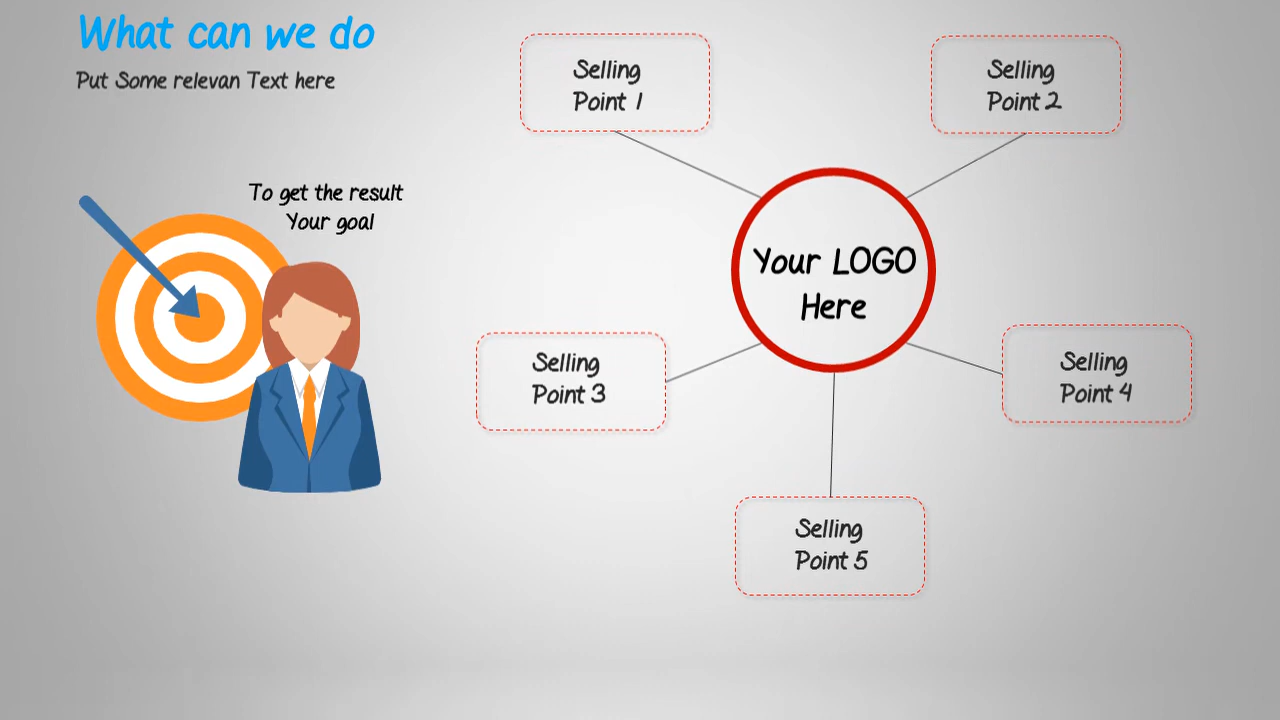 What can we do
Put Some relevan Text here
To get the result
Your goal
Selling
Point 1
Selling
Point 2
Your LOGO
Here
Selling
Point 3
Selling
Point 4
Selling
Point 5